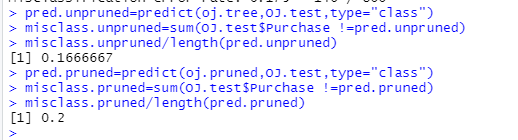 > pred.unpruned=predict(oj.tree,OJ.test,type="class")
> misclass.unpruned=sum(OJ.test$Purchase !=pred.unpruned)
> misclass.unpruned/length(pred.unpruned)
[1] 0.1666667
> pred.pruned=predict(oj.pruned,OJ.test,type="class")
> misclass.pruned=sum(OJ.test$Purchase !=pred.pruned)
> misclass.pruned/length(pred.pruned)
[1] 0.2
>